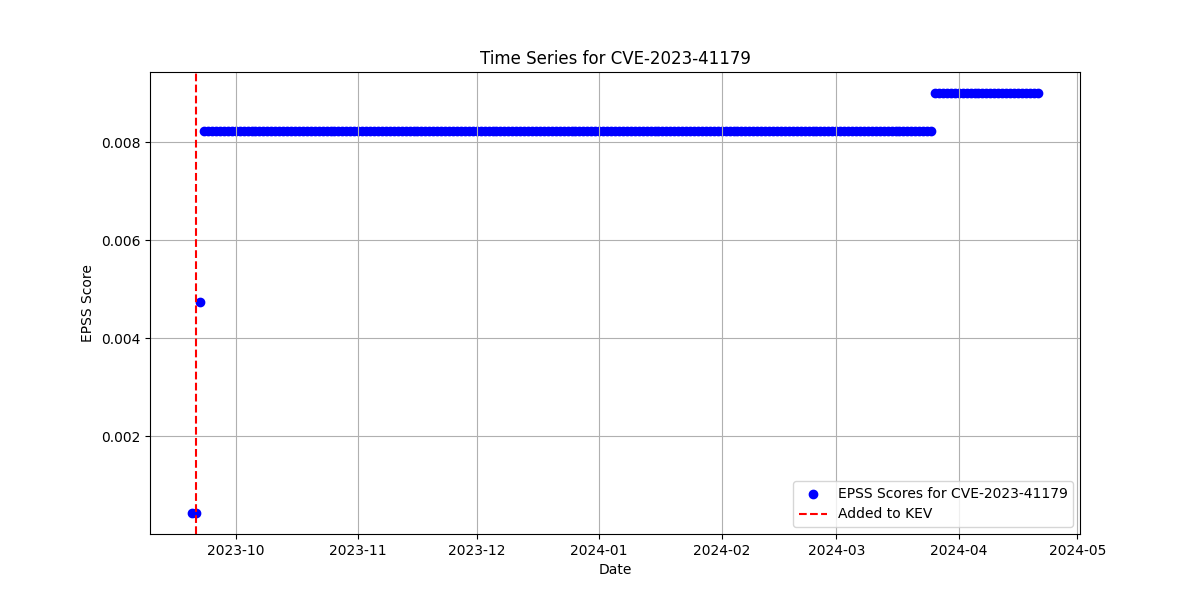 Time Series for CVE-2023-41179
EPSS Score
0.008
0.006
0.004
0.002
EPSS Scores for CVE-2023-41179
Added to KEV
2023-10 2023-11 2023-12 2024-01 2024-02 2024-03 2024-04 2024-05
Date